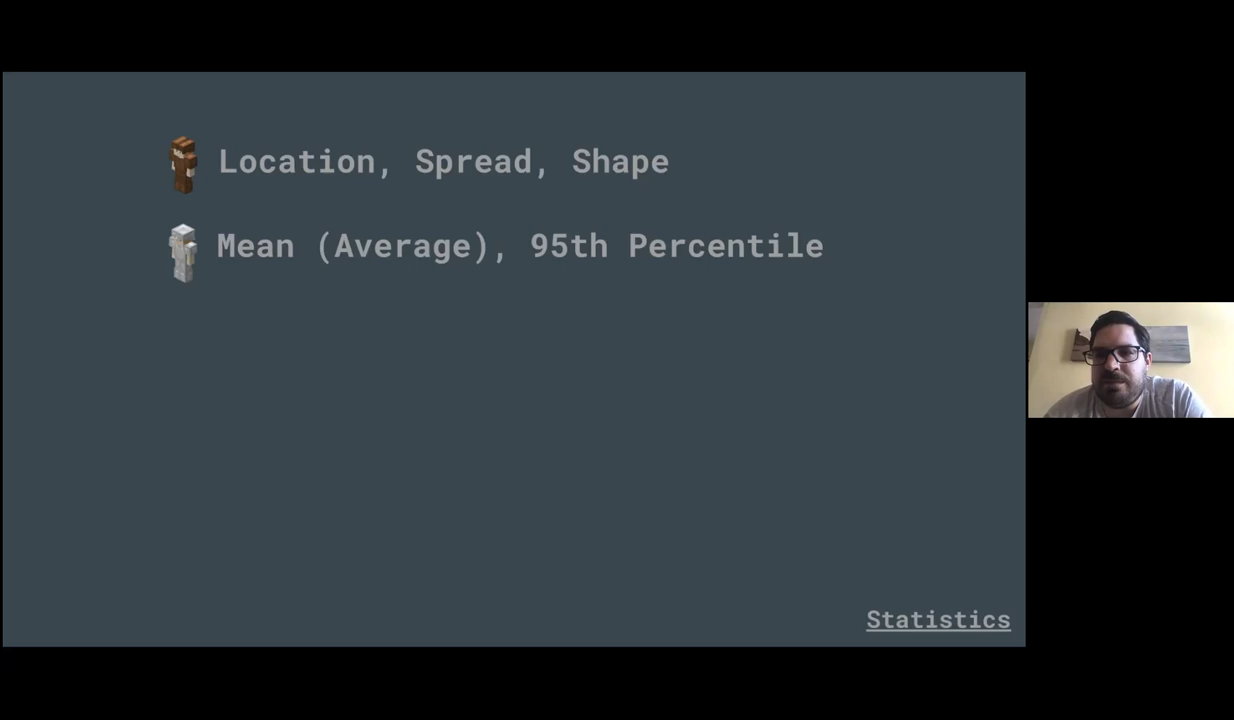 Location, Spread, Shape
Mean (Average), 95th Percentile
Statistics